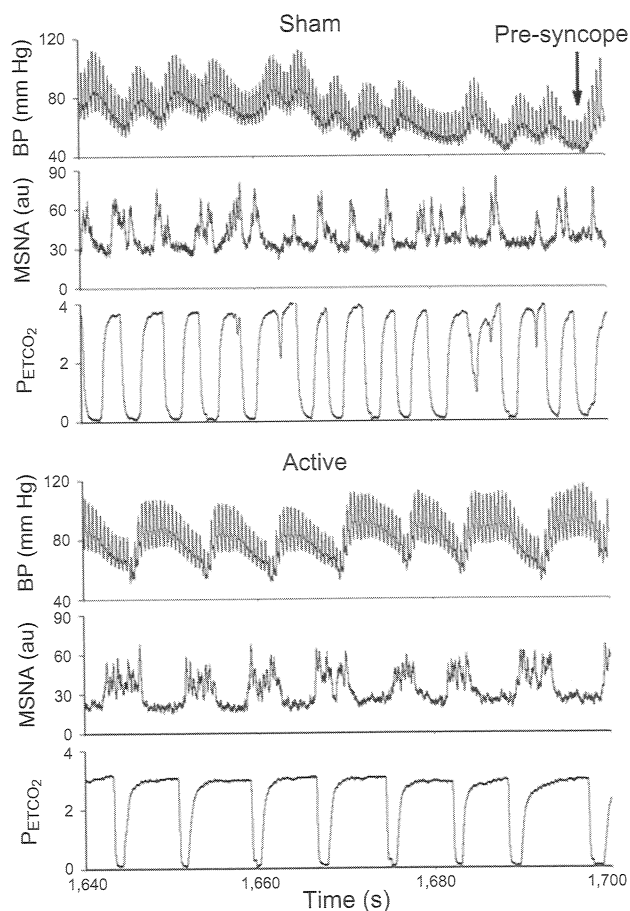 Sham
Pre-syncope
BP (mm Hg)
120
80
40
MSNA (au)
90
60
30
0
PETCO2
4
2
0
Active
BP (mm Hg)
120
80
40
MSNA (au)
90
60
30
0
PETCO2
4
2
0
1,640
1,660
1,680
1,700
Time (s)